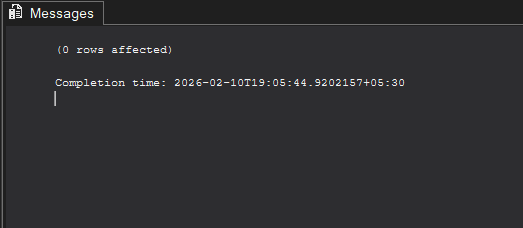 Messages
(0 rows affected)
Completion time: 2026-02-10T19:05:44.9202157+05:30